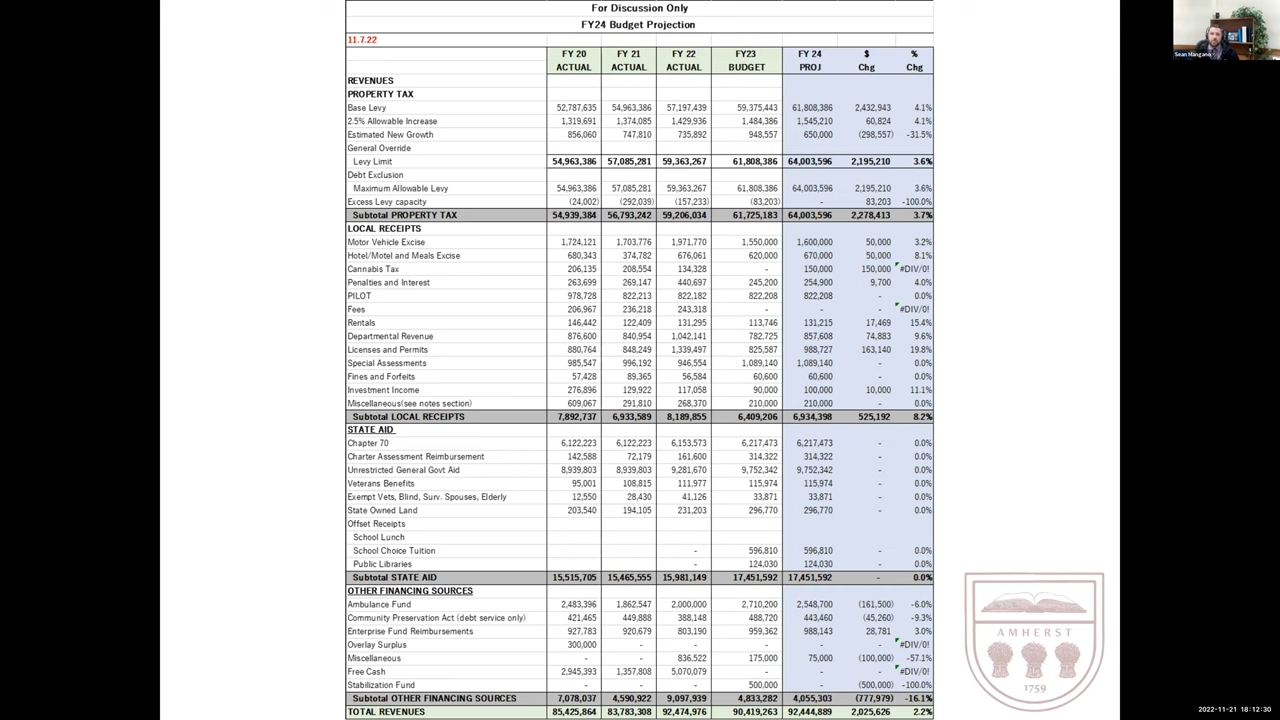 For Discussion Only
FY24 Budget Projection
11.7.22
FY 20 FY 21 FY 22 FY23 FY 24 $ %
ACTUAL ACTUAL ACTUAL BUDGET PROJ Chg Chg
REVENUES
PROPERTY TAX
Base Levy 52,787,635 54,963,386 57,197,439 59,375,443 61,808,386 2,432,943 4.1%
2.5% Allowable Increase 1,319,691 1,374,085 1,429,936 1,484,386 1,545,210 60,824 4.1%
Estimated New Growth 856,060 747,810 735,892 948,557 650,000 (298,557) -31.5%
General Override
Levy Limit 54,963,386 57,085,281 59,363,267 61,808,386 64,003,596 2,195,210 3.6%
Debt Exclusion
Maximum Allowable Levy 54,963,386 57,085,281 59,363,267 61,808,386 64,003,596 2,195,210 3.6%
Excess Levy capacity (24,002) (292,039) (157,233) (83,203) - 83,203 -100.0%
Subtotal PROPERTY TAX 54,939,384 56,793,242 59,206,034 61,725,183 64,003,596 2,278,413 3.7%
LOCAL RECEIPTS
Motor Vehicle Excise 1,724,121 1,703,776 1,971,770 1,550,000 1,600,000 50,000 3.2%
Hotel/Motel and Meals Excise 680,343 374,782 676,061 620,000 670,000 50,000 8.1%
Cannabis Tax 206,135 208,554 134,328 - 150,000 150,000 #DIV/0!
Penalties and Interest 263,699 269,147 440,697 245,200 254,900 9,700 4.0%
PILOT 978,728 822,213 822,182 822,208 822,208 - 0.0%
Fees 206,967 236,218 243,318 - - - #DIV/0!
Rentals 146,442 122,409 131,295 113,746 131,215 17,469 15.4%
Departmental Revenue 876,600 840,954 1,042,141 782,725 857,608 74,883 9.6%
Licenses and Permits 880,764 848,249 1,339,497 825,587 988,727 163,140 19.8%
Special Assessments 985,547 996,192 946,554 1,089,140 1,089,140 - 0.0%
Fines and Forfeits 57,428 89,365 56,584 60,600 60,600 - 0.0%
Investment Income 276,896 129,922 117,058 90,000 100,000 10,000 11.1%
Miscellaneous(see notes section) 609,067 291,810 268,370 210,000 210,000 - 0.0%
Subtotal LOCAL RECEIPTS 7,892,737 6,933,589 8,189,855 6,409,206 6,934,398 525,192 8.2%
STATE AID
Chapter 70 6,122,223 6,122,223 6,153,573 6,217,473 6,217,473 - 0.0%
Charter Assessment Reimbursement 142,588 72,179 161,600 314,322 314,322 - 0.0%
Unrestricted General Govt Aid 8,939,803 8,939,803 9,281,670 9,752,342 9,752,342 - 0.0%
Veterans Benefits 95,001 108,815 111,977 115,974 115,974 - 0.0%
Exempt Vets, Blind, Surv. Spouses, Elderly 12,550 28,430 41,126 33,871 33,871 - 0.0%
State Owned Land 203,540 194,105 231,203 296,770 296,770 - 0.0%
Offset Receipts
School Lunch
School Choice Tuition - 596,810 596,810 - 0.0%
Public Libraries - 124,030 124,030 - 0.0%
Subtotal STATE AID 15,515,705 15,465,555 15,981,149 17,451,592 17,451,592 - 0.0%
OTHER FINANCING SOURCES
Ambulance Fund 2,483,396 1,862,547 2,000,000 2,710,200 2,548,700 (161,500) -6.0%
Community Preservation Act (debt service only) 421,465 449,888 388,148 488,720 443,460 (45,260) -9.3%
Enterprise Fund Reimbursements 927,783 920,679 803,190 959,362 988,143 28,781 3.0%
Overlay Surplus 300,000 - - - - - #DIV/0!
Miscellaneous - - 836,522 175,000 75,000 (100,000) -57.1%
Free Cash 2,945,393 1,357,808 5,070,079 - - - #DIV/0!
Stabilization Fund - - - 500,000 - (500,000) -100.0%
Subtotal OTHER FINANCING SOURCES 7,078,037 4,590,922 9,097,939 4,833,282 4,055,303 (777,979) -16.1%
TOTAL REVENUES 85,425,864 83,783,308 92,474,976 90,419,263 92,444,889 2,025,626 2.2%
Sean Mangano
AMHERST
1759
2022-11-21 18:12:30